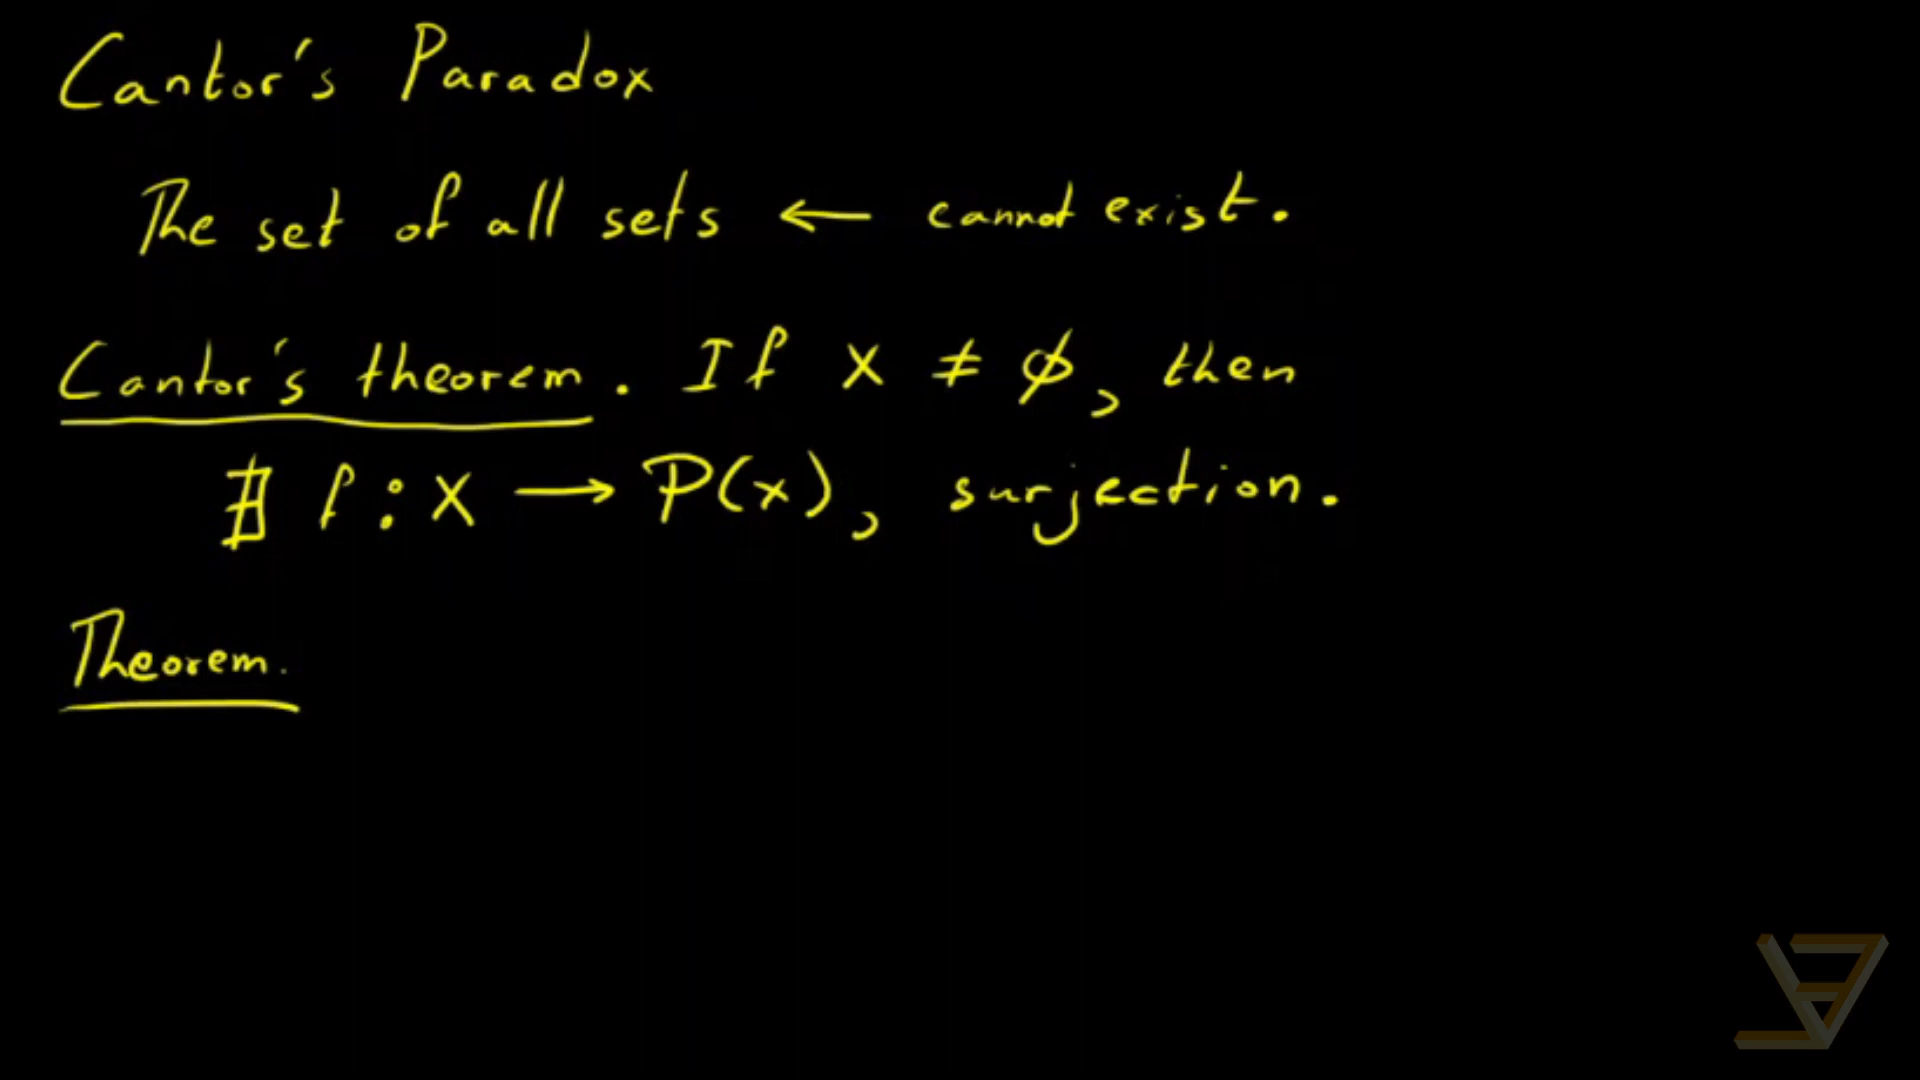 Cantor's Paradox
The set of all sets ← cannot exist.
Cantor's theorem. If X ≠ ∅, then
∄ f : X → P(x), surjection.
Theorem.